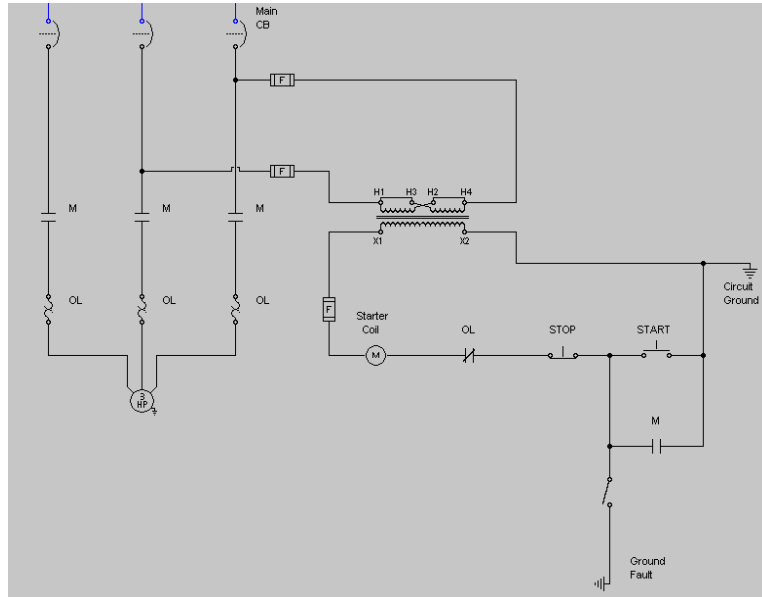 Main
CB
F
F
H1 H3 H2 H4
M M M
X1 X2
Circuit
Ground
OL OL OL
F
Starter
Coil
OL STOP START
M
3
HP
M
Ground
Fault